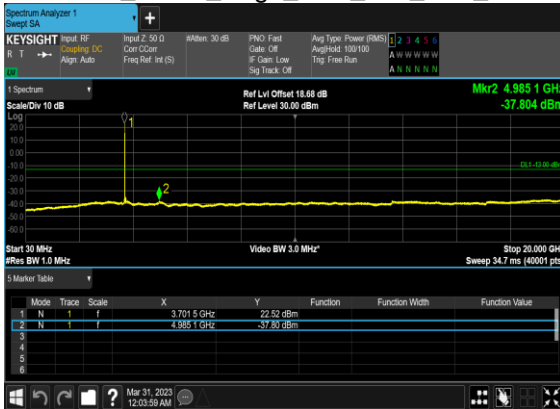 Spectrum Analyzer 1
Swept SA
+
KEYSIGHT Input: RF Input Z: 50 Ω #Atten: 30 dB PNO: Fast Avg Type: Power (RMS) 1 2 3 4 5 6
R T Coupling: DC Corr CCorr Gate: Off Avg|Hold: 100/100 A W W W W W
Align: Auto Freq Ref: Int (S) IF Gain: Low Trig: Free Run
Sig Track: Off A N N N N N
1 Spectrum Ref Lvl Offset 18.68 dB Mkr2 4.985 1 GHz
Scale/Div 10 dB Ref Level 30.00 dBm -37.804 dBm
Log
20.0
10.0
0.00
-10.0
-20.0
-30.0
-40.0
-50.0
-60.0
1
2
DL1 -13.00 dBm
Start 30 MHz Video BW 3.0 MHz* Stop 20.000 GHz
#Res BW 1.0 MHz Sweep 34.7 ms (40001 pts)
5 Marker Table
Mode Trace Scale X Y Function Function Width Function Value
1 N 1 f 3.701 5 GHz 22.52 dBm
2 N 1 f 4.985 1 GHz -37.80 dBm
3
4
5
6
? Mar 31, 2023
12:03:59 AM